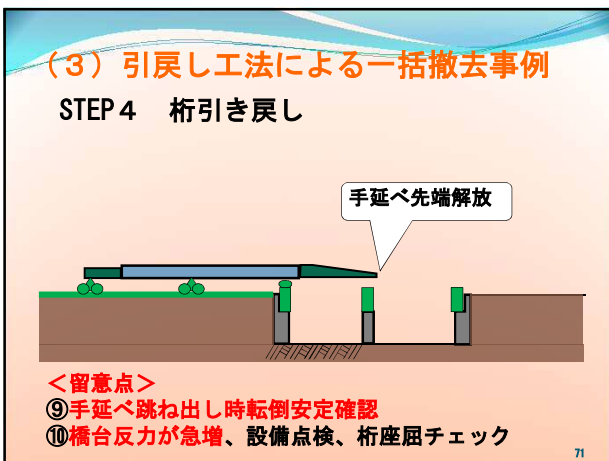 （３）引戻し工法による一括撤去事例
STEP４　桁引き戻し
手延べ先端解放
＜留意点＞
⑨手延べ跳ね出し時転倒安定確認
⑩橋台反力が急増、設備点検、桁座屈チェック
71